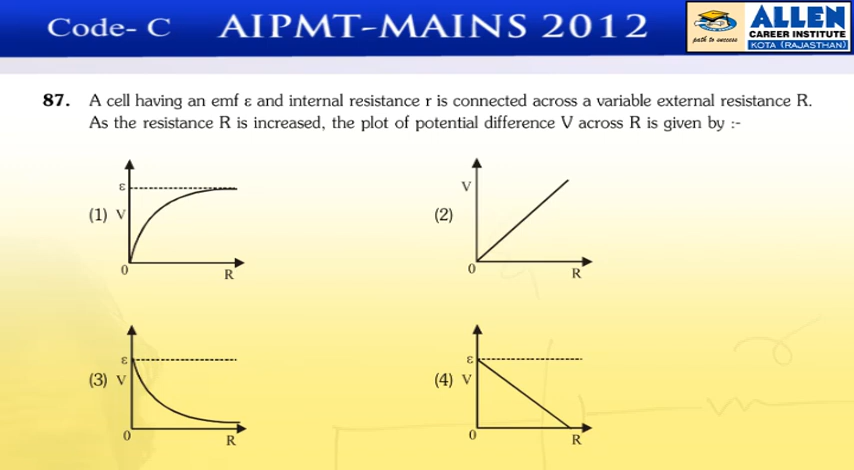 Code- C AIPMT-MAINS 2012
ALLEN
CAREER INSTITUTE
path to success KOTA (RAJASTHAN)
87. A cell having an emf ε and internal resistance r is connected across a variable external resistance R.
As the resistance R is increased, the plot of potential difference V across R is given by :-
ε
(1) V
0 R
V
(2)
0 R
ε
(3) V
0 R
ε
(4) V
0 R